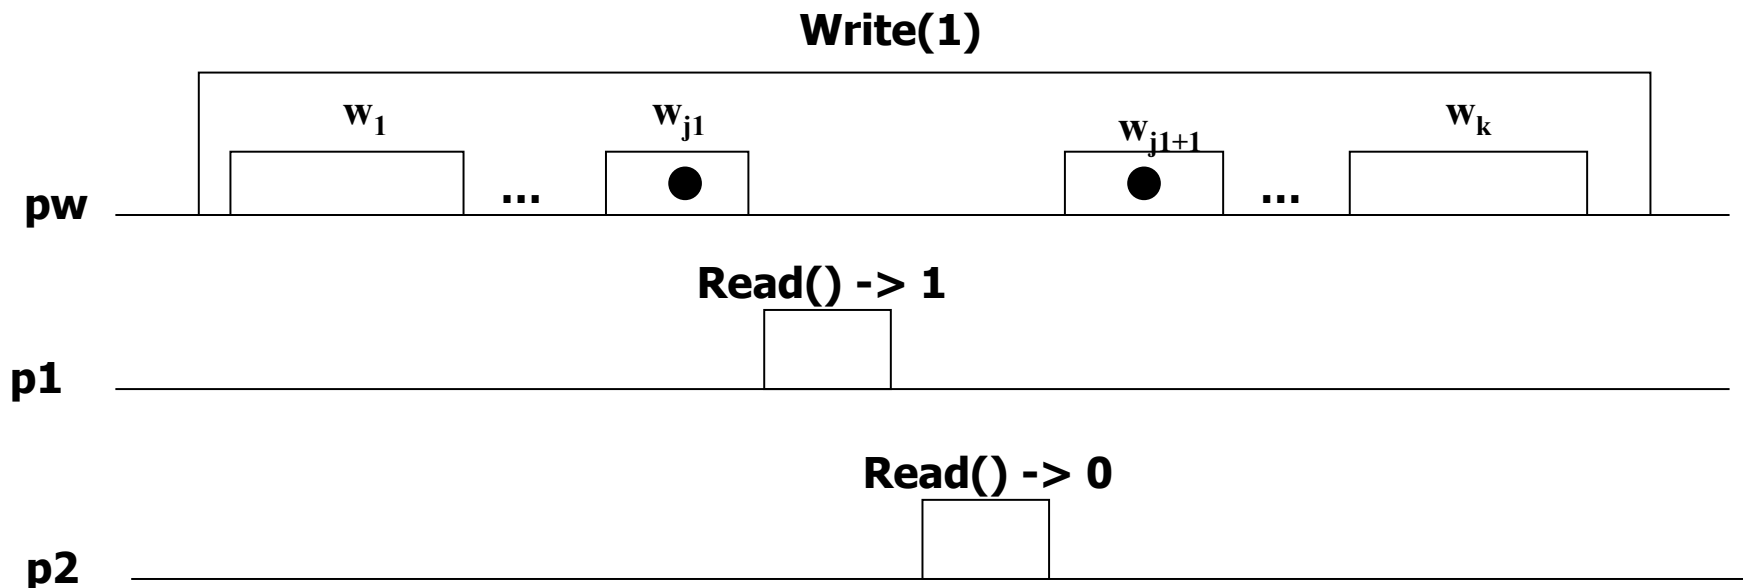 Write(1)
w1 wj1 wj1+1 wk
pw ... ...
Read() -> 1
p1
Read() -> 0
p2